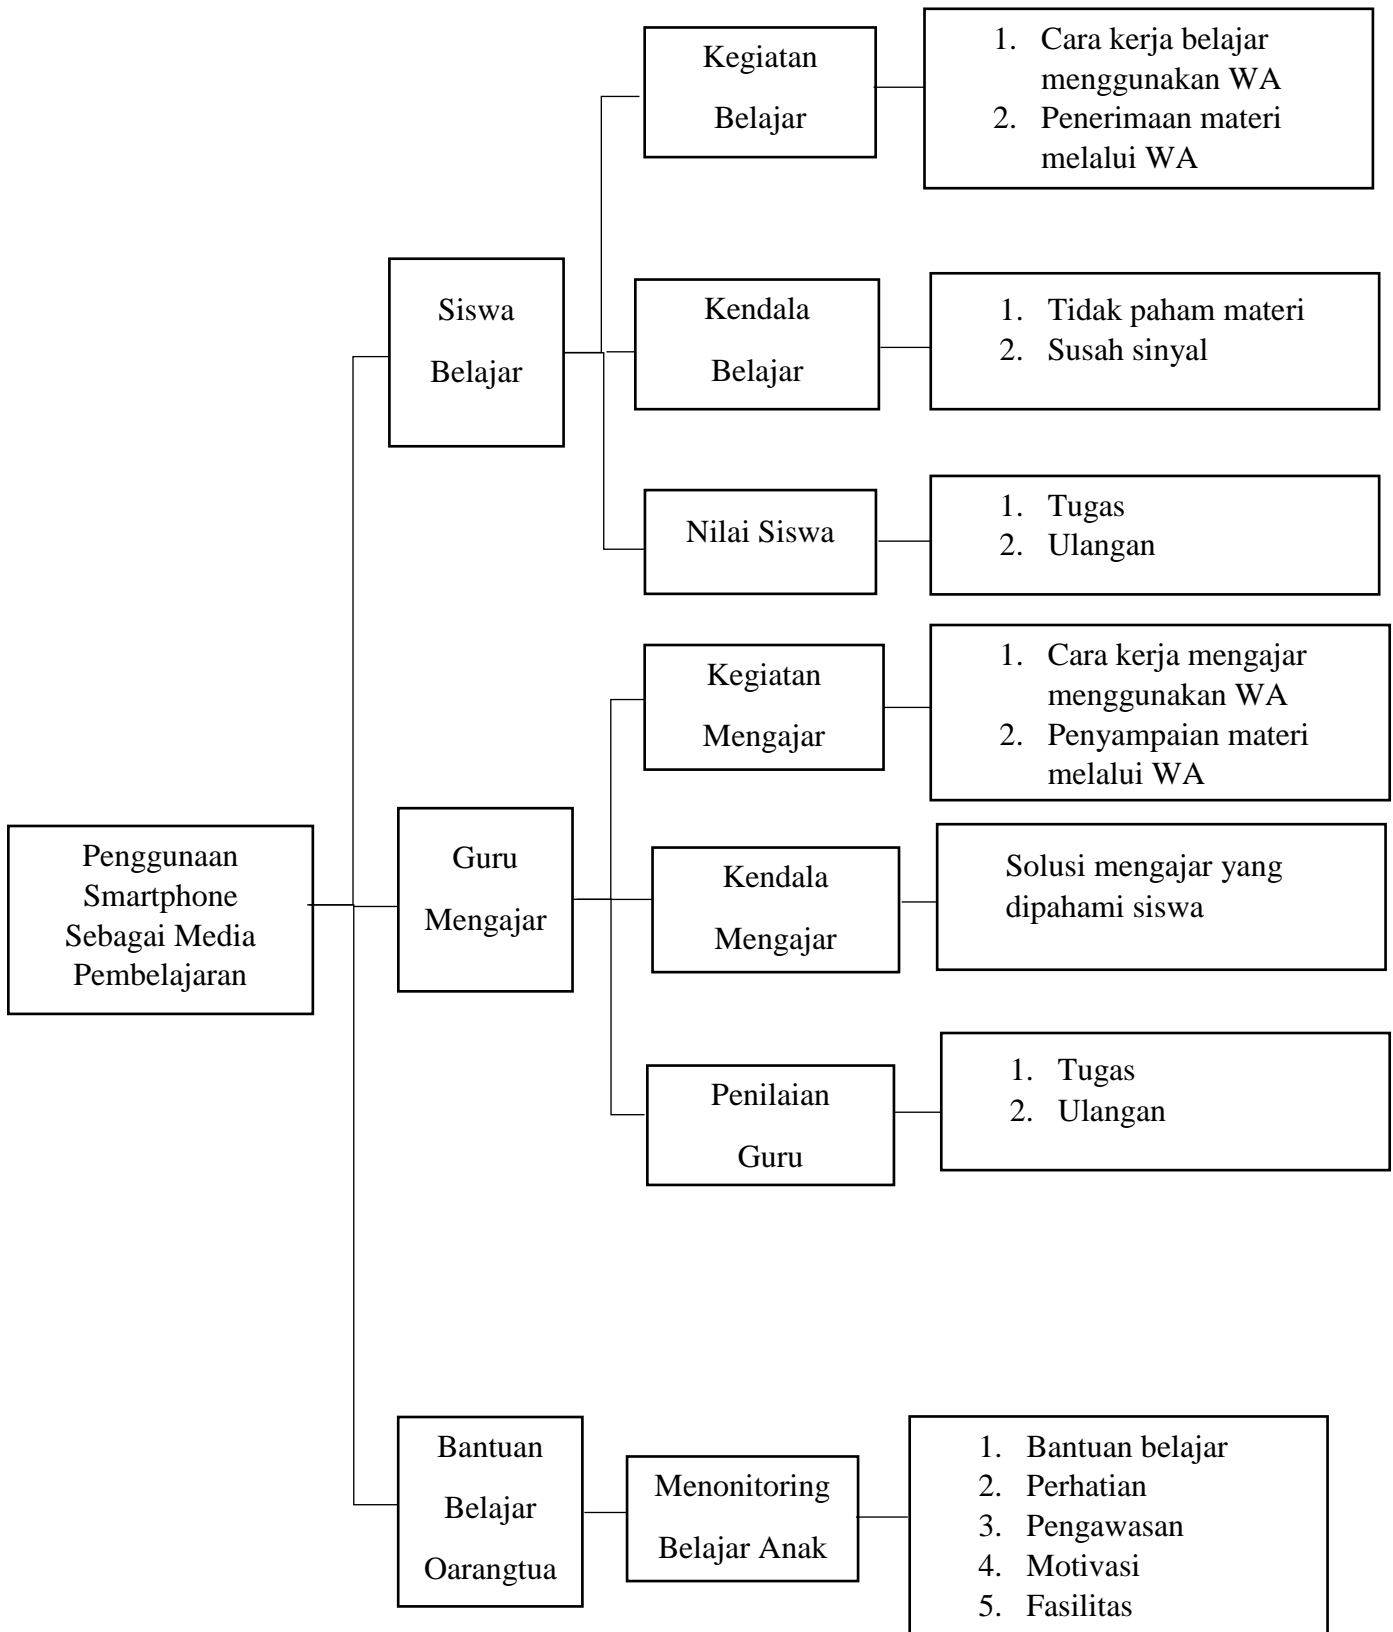 Kegiatan
Belajar
1. Cara kerja belajar
menggunakan WA
2. Penerimaan materi
melalui WA
Siswa
Belajar
Kendala
Belajar
1. Tidak paham materi
2. Susah sinyal
Nilai Siswa
1. Tugas
2. Ulangan
Kegiatan
Mengajar
1. Cara kerja mengajar
menggunakan WA
2. Penyampaian materi
melalui WA
Penggunaan
Smartphone
Sebagai Media
Pembelajaran
Guru
Mengajar
Kendala
Mengajar
Solusi mengajar yang
dipahami siswa
Penilaian
Guru
1. Tugas
2. Ulangan
Bantuan
Belajar
Oarangtua
Menonitoring
Belajar Anak
1. Bantuan belajar
2. Perhatian
3. Pengawasan
4. Motivasi
5. Fasilitas